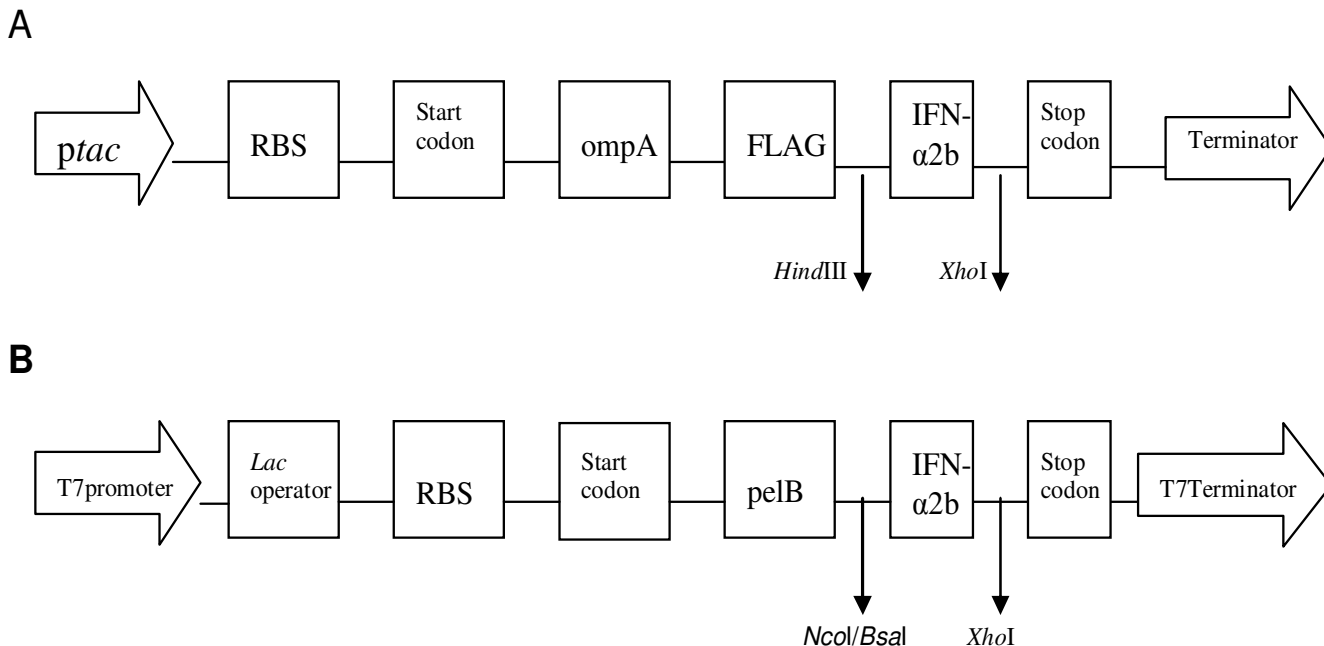 A
ptac
RBS
Start
codon
ompA
FLAG
IFN-
α2b
Stop
codon
Terminator
HindIII
XhoI
B
T7promoter
Lac
operator
RBS
Start
codon
pelB
IFN-
α2b
Stop
codon
T7Terminator
NcoI/BsaI
XhoI